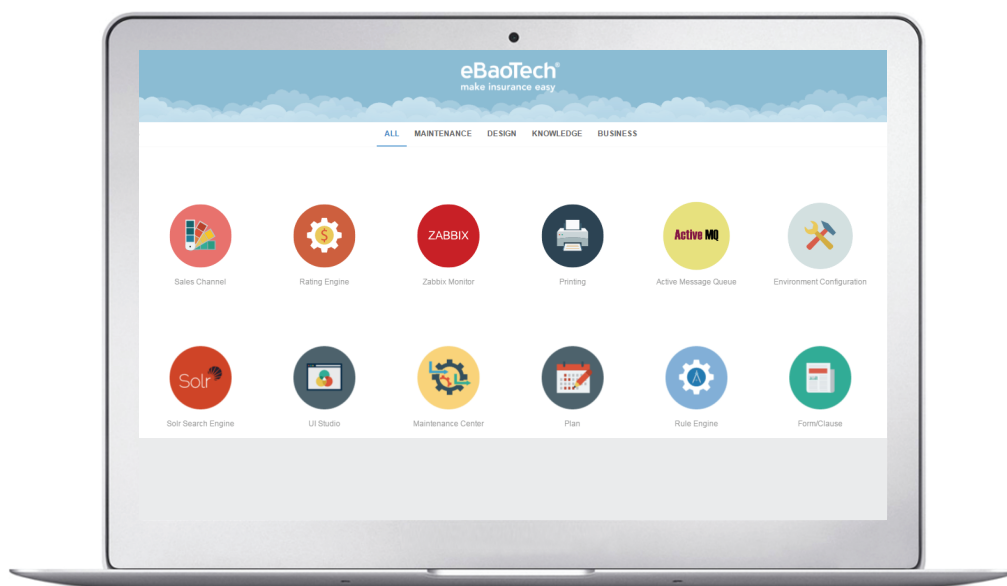 eBaoTech®
make insurance easy
ALL MAINTENANCE DESIGN KNOWLEDGE BUSINESS
ZABBIX
Active MQ
Sales Channel Rating Engine Zabbix Monitor Printing Active Message Queue Environment Configuration
Solr
Solr Search Engine UI Studio Maintenance Center Plan Rule Engine Form/Clause